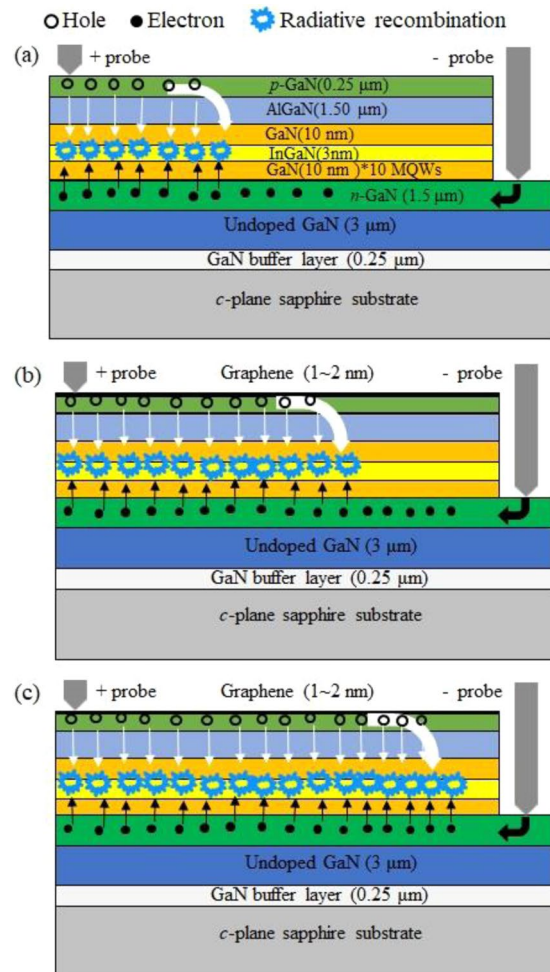 Hole Electron Radiative recombination
(a)
+ probe - probe
p-GaN(0.25 μm)
AlGaN(1.50 μm)
GaN(10 nm)
InGaN(3nm)
GaN(10 nm )*10 MQWs
n-GaN (1.5 μm)
Undoped GaN (3 μm)
GaN buffer layer (0.25 μm)
c-plane sapphire substrate
(b)
+ probe Graphene (1~2 nm) - probe
Undoped GaN (3 μm)
GaN buffer layer (0.25 μm)
c-plane sapphire substrate
(c)
+ probe Graphene (1~2 nm) - probe
Undoped GaN (3 μm)
GaN buffer layer (0.25 μm)
c-plane sapphire substrate